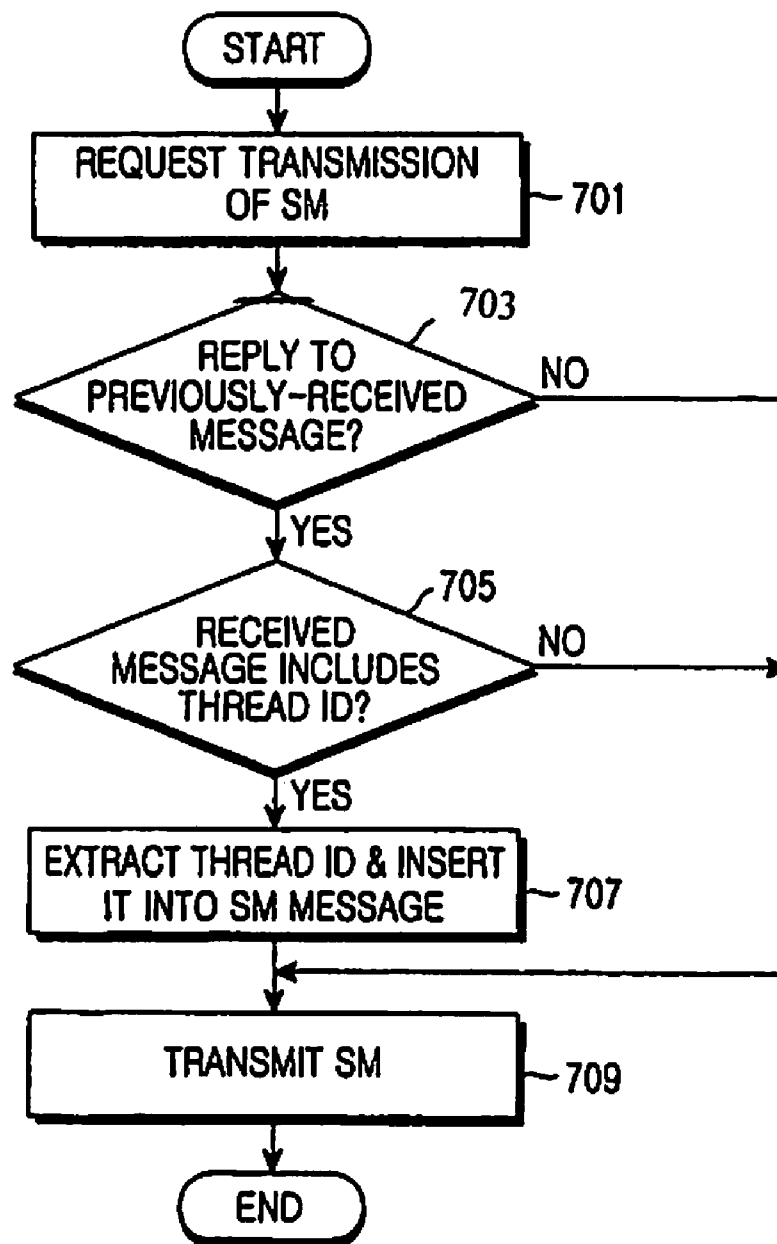 START
REQUEST TRANSMISSION
OF SM
701
703
REPLY TO
PREVIOUSLY-RECEIVED
MESSAGE?
NO
YES
705
RECEIVED
MESSAGE INCLUDES
THREAD ID?
NO
YES
EXTRACT THREAD ID & INSERT
IT INTO SM MESSAGE
707
TRANSMIT SM
709
END